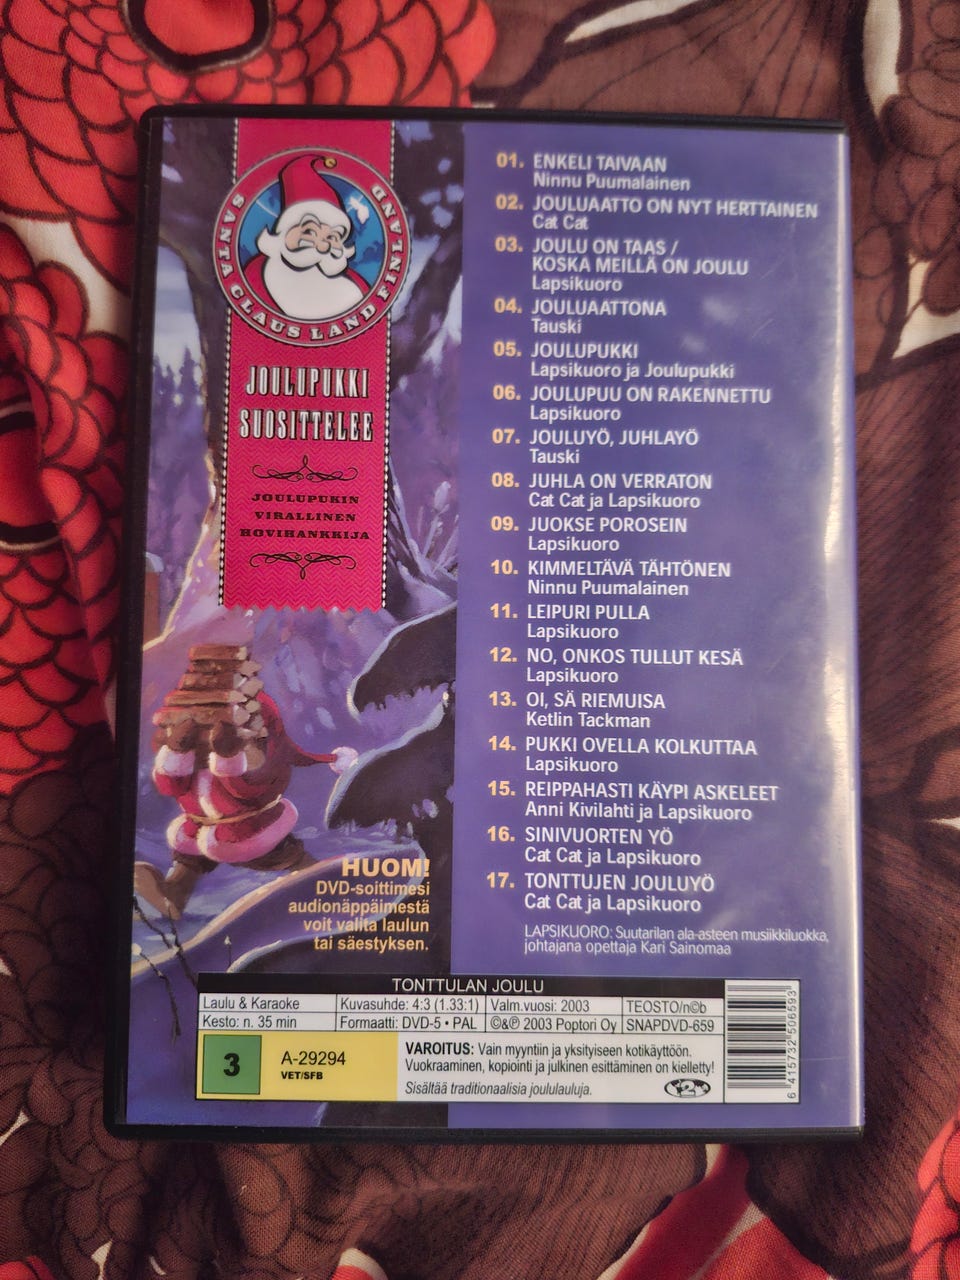 SANTA CLAUS LAND FINLAND
JOULUPUKKI
SUOSITTELEE
JOULUPUKIN
VIRALLINEN
HOVIHANKKIJA
HUOM!
DVD-soittimesi
audionäppäimestä
voit valita laulun
tai säestyksen.
01. ENKELI TAIVAAN
Ninnu Puumalainen
02. JOULUAATTO ON NYT HERTTAINEN
Cat Cat
03. JOULU ON TAAS /
KOSKA MEILLÄ ON JOULU
Lapsikuoro
04. JOULUAATTONA
Tauski
05. JOULUPUKKI
Lapsikuoro ja Joulupukki
06. JOULUPUU ON RAKENNETTU
Lapsikuoro
07. JOULUYÖ, JUHLAYÖ
Tauski
08. JUHLA ON VERRATON
Cat Cat ja Lapsikuoro
09. JUOKSE POROSEIN
Lapsikuoro
10. KIMMELTÄVÄ TÄHTÖNEN
Ninnu Puumalainen
11. LEIPURI PULLA
Lapsikuoro
12. NO, ONKOS TULLUT KESÄ
Lapsikuoro
13. OI, SÄ RIEMUISA
Ketlin Tackman
14. PUKKI OVELLA KOLKUTTAA
Lapsikuoro
15. REIPPAHASTI KÄYPI ASKELEET
Anni Kivilahti ja Lapsikuoro
16. SINIVUORTEN YÖ
Cat Cat ja Lapsikuoro
17. TONTTUJEN JOULUYÖ
Cat Cat ja Lapsikuoro
LAPSIKUORO: Suutarilan ala-asteen musiikkiluokka,
johtajana opettaja Kari Sainomaa
TONTTULAN JOULU
Laulu & Karaoke Kuvasuhde: 4:3 (1.33:1) Valm.vuosi: 2003 TEOSTO/n©b
Kesto: n. 35 min Formaatti: DVD-5 • PAL ©&℗ 2003 Poptori Oy SNAPDVD-659
3 A-29294
VET/SFB
VAROITUS: Vain myyntiin ja yksityiseen kotikäyttöön.
Vuokraaminen, kopiointi ja julkinen esittäminen on kielletty!
Sisältää traditionaalisia joululauluja.
2
6 415732 506593